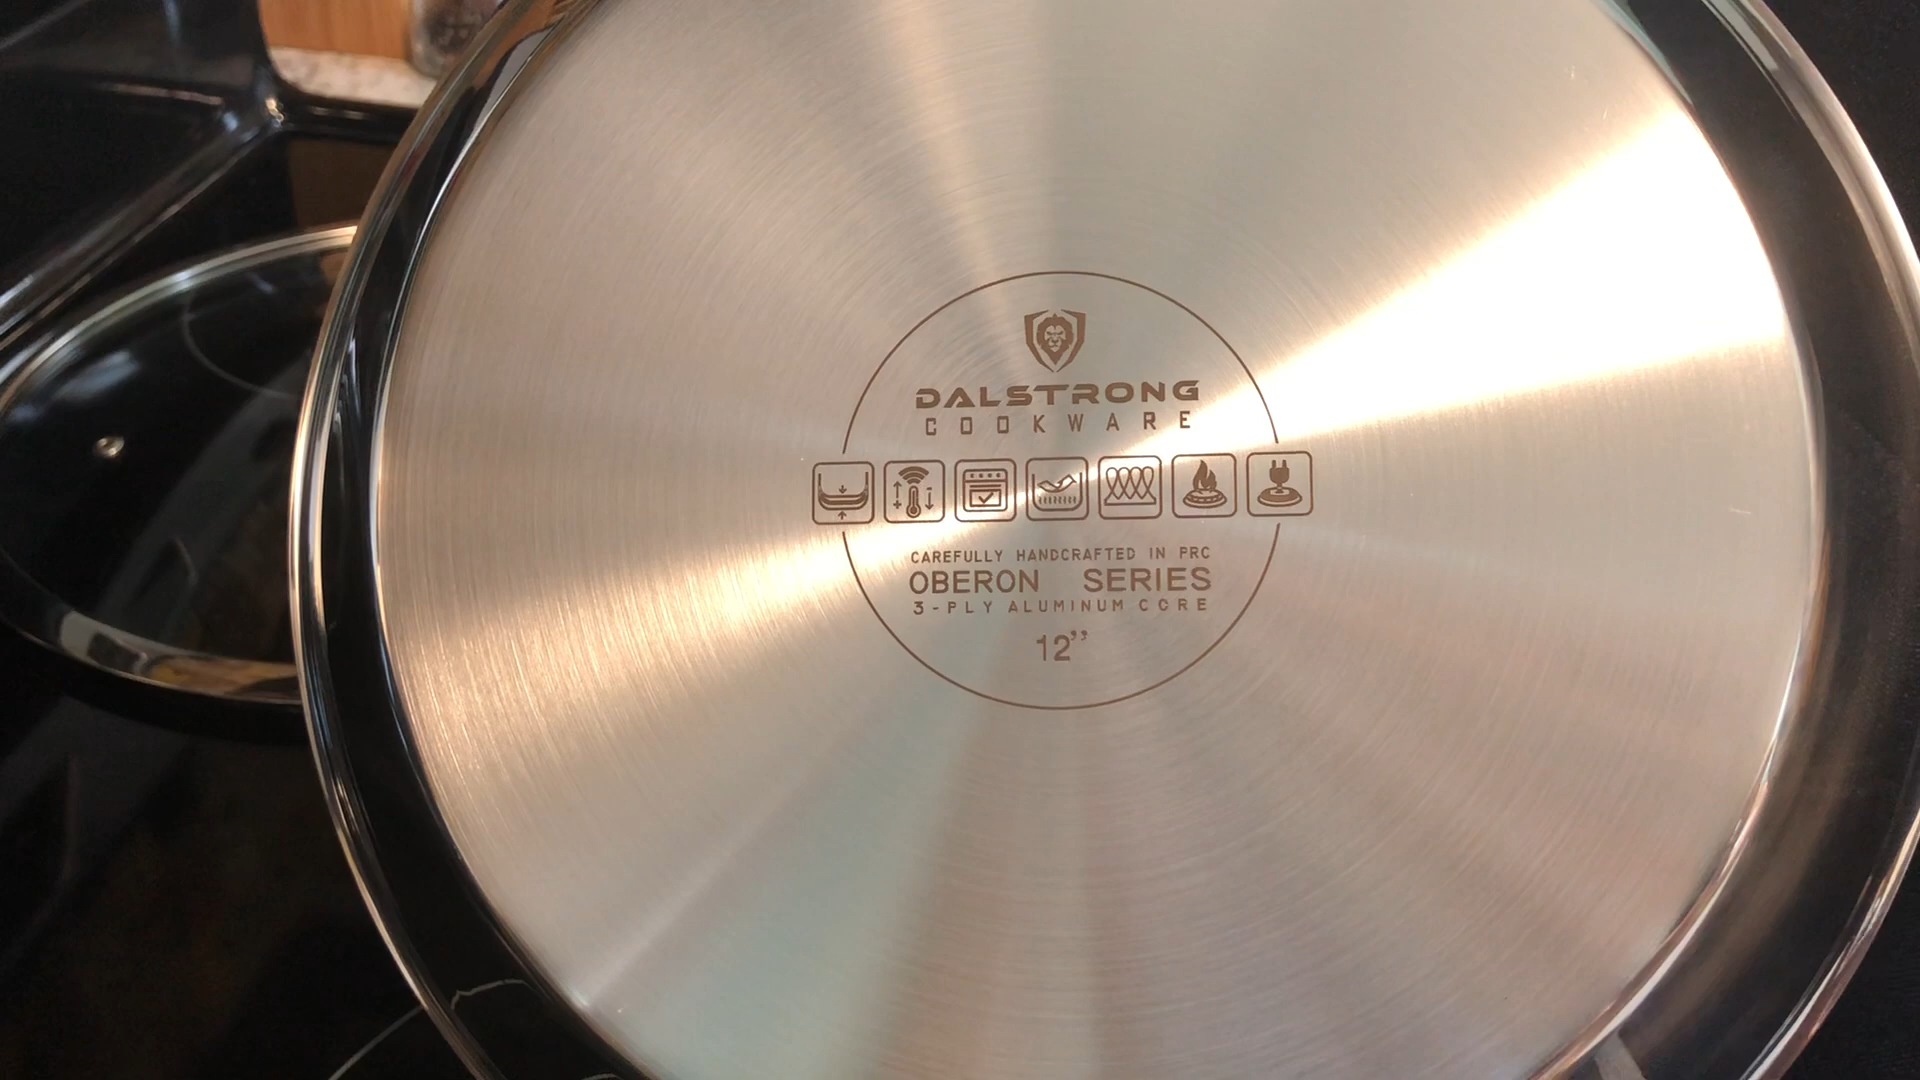 DALSTRONG
COOKWARE
CAREFULLY HANDCRAFTED IN PRC
OBERON SERIES
3-PLY ALUMINUM CORE
12’’